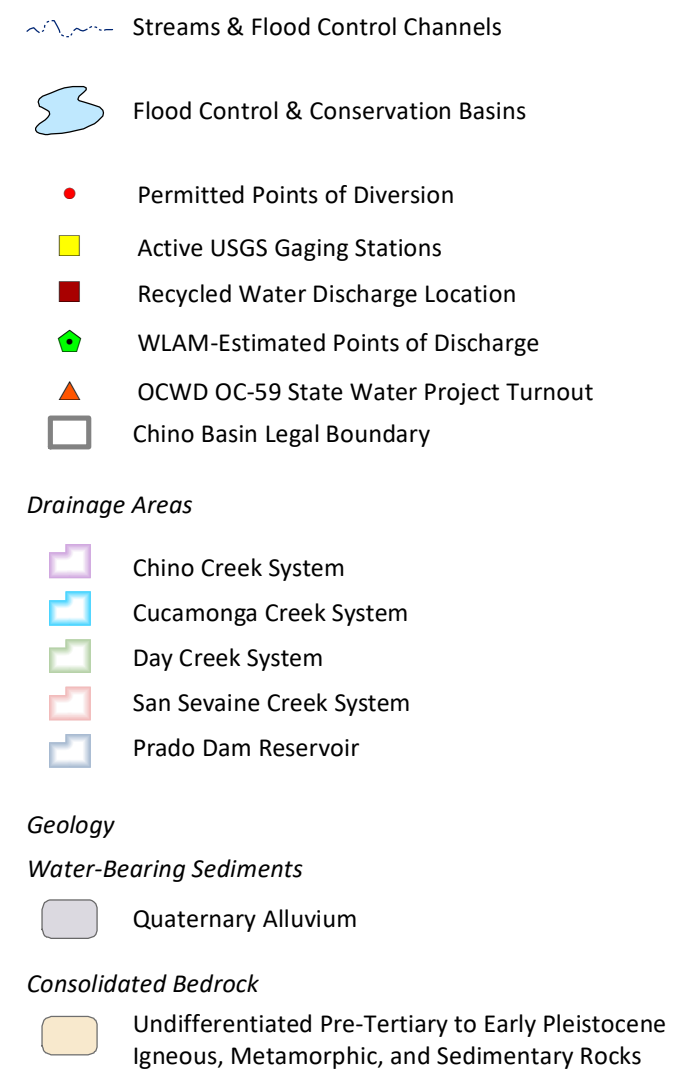 Streams & Flood Control Channels
Flood Control & Conservation Basins
Permitted Points of Diversion
Active USGS Gaging Stations
Recycled Water Discharge Location
WLAM-Estimated Points of Discharge
OCWD OC-59 State Water Project Turnout
Chino Basin Legal Boundary
Drainage Areas
Chino Creek System
Cucamonga Creek System
Day Creek System
San Sevaine Creek System
Prado Dam Reservoir
Geology
Water-Bearing Sediments
Quaternary Alluvium
Consolidated Bedrock
Undifferentiated Pre-Tertiary to Early Pleistocene
Igneous, Metamorphic, and Sedimentary Rocks